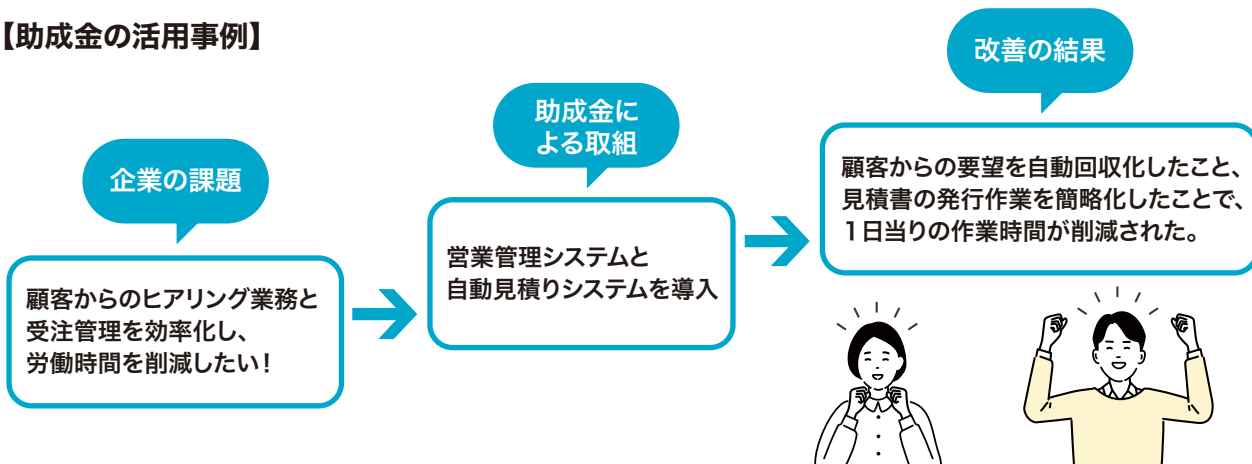 【助成金の活用事例】
企業の課題
顧客からのヒアリング業務と
受注管理を効率化し、
労働時間を削減したい！
助成金に
よる取組
営業管理システムと
自動見積りシステムを導入
改善の結果
顧客からの要望を自動回収化したこと、
見積書の発行作業を簡略化したことで、
1日当りの作業時間が削減された。